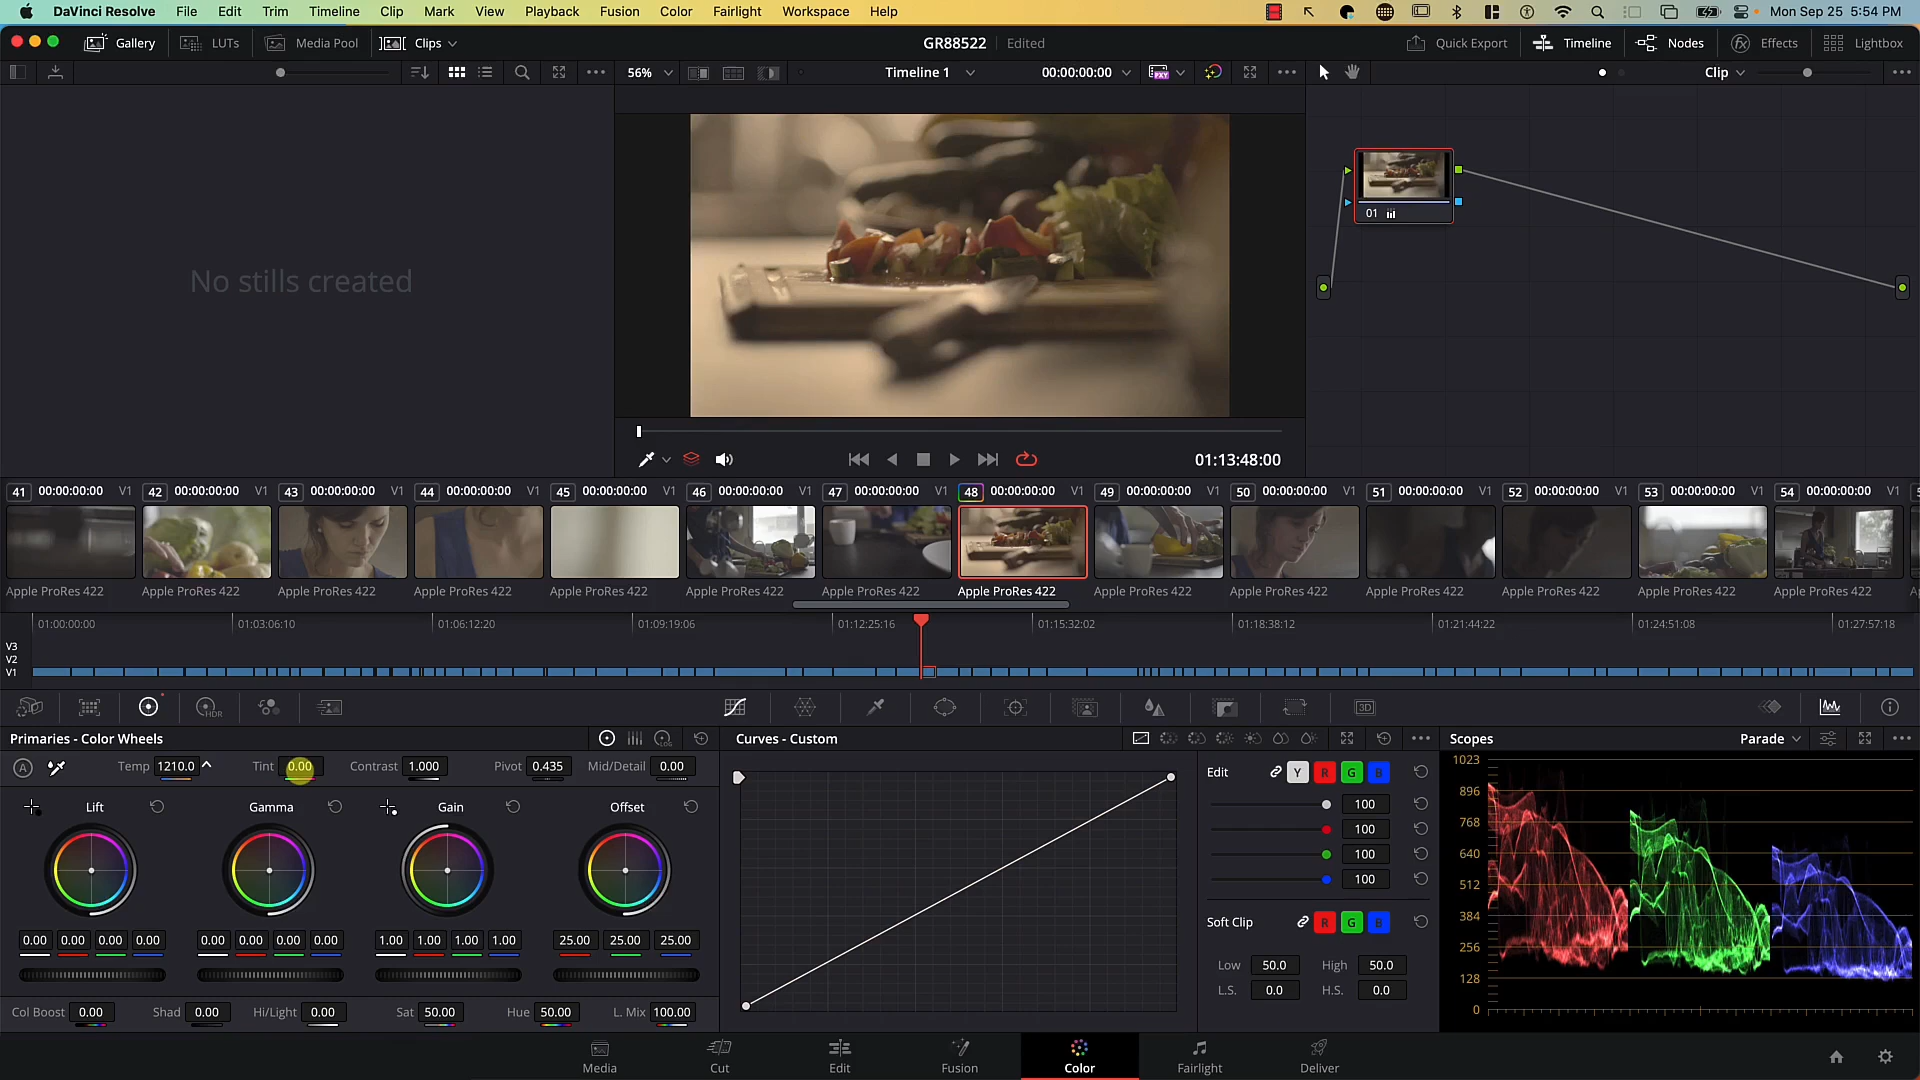 DaVinci Resolve File Edit Trim Timeline Clip Mark View Playback Fusion Color Fairlight Workspace Help Mon Sep 25 5:54 PM
Gallery LUTs Media Pool Clips GR88522 Edited Quick Export Timeline Nodes Effects Lightbox
56% Timeline 1 00:00:00:00 Clip
No stills created
01
01:13:48:00
41 00:00:00:00 V1 42 00:00:00:00 V1 43 00:00:00:00 V1 44 00:00:00:00 V1 45 00:00:00:00 V1 46 00:00:00:00 V1 47 00:00:00:00 V1 48 00:00:00:00 V1 49 00:00:00:00 V1 50 00:00:00:00 V1 51 00:00:00:00 V1 52 00:00:00:00 V1 53 00:00:00:00 V1 54 00:00:00:00 V1
Apple ProRes 422 Apple ProRes 422 Apple ProRes 422 Apple ProRes 422 Apple ProRes 422 Apple ProRes 422 Apple ProRes 422 Apple ProRes 422 Apple ProRes 422 Apple ProRes 422 Apple ProRes 422 Apple ProRes 422 Apple ProRes 422 Apple ProRes 422
01:00:00:00 01:03:06:10 01:06:12:20 01:09:19:06 01:12:25:16 01:15:32:02 01:18:38:12 01:21:44:22 01:24:51:08 01:27:57:18
V3
V2
V1
HDR 3D
Primaries - Color Wheels
LOG
A Temp 1210.0 Tint 0.00 Contrast 1.000 Pivot 0.435 Mid/Detail 0.00
Lift Gamma Gain Offset
0.00 0.00 0.00 0.00 0.00 0.00 0.00 0.00 1.00 1.00 1.00 1.00 25.00 25.00 25.00
Col Boost 0.00 Shad 0.00 Hi/Light 0.00 Sat 50.00 Hue 50.00 L. Mix 100.00
Curves - Custom
Edit Y R G B
100
100
100
100
Soft Clip R G B
Low 50.0 High 50.0
L.S. 0.0 H.S. 0.0
Scopes Parade
1023
896
768
640
512
384
256
128
0
Media Cut Edit Fusion Color Fairlight Deliver